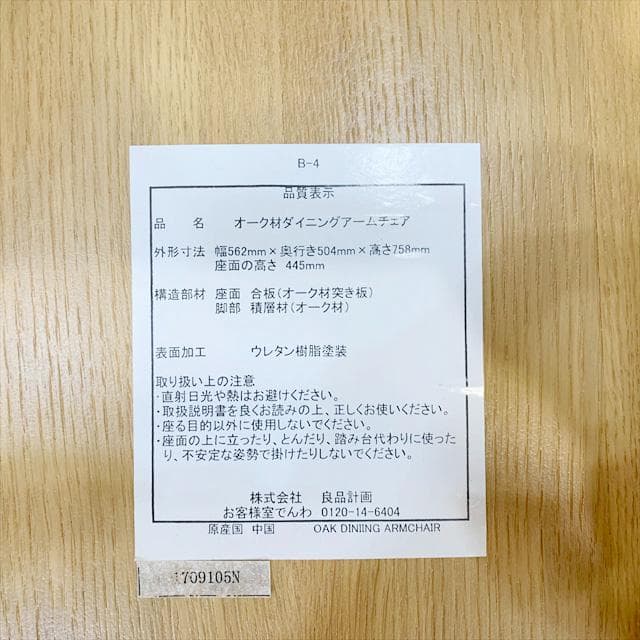 B-4
品質表示
品 名 オーク材ダイニングアームチェア
外形寸法 幅562mm×奥行き504mm×高さ758mm
座面の高さ 445mm
構造部材 座面 合板(オーク材突き板)
脚部 積層材(オーク材)
表面加工 ウレタン樹脂塗装
取り扱い上の注意
・直射日光や熱はお避けください。
・取扱説明書を良くお読みの上、正しくお使いください。
・座る目的以外に使用しないでください。
・座面の上に立ったり、とんだり、踏み台代わりに使った
り、不安定な姿勢で掛けたりしないでください。
株式会社 良品計画
お客様室でんわ 0120-14-6404
原産国 中国 OAK DINIING ARMCHAIR
1709105N